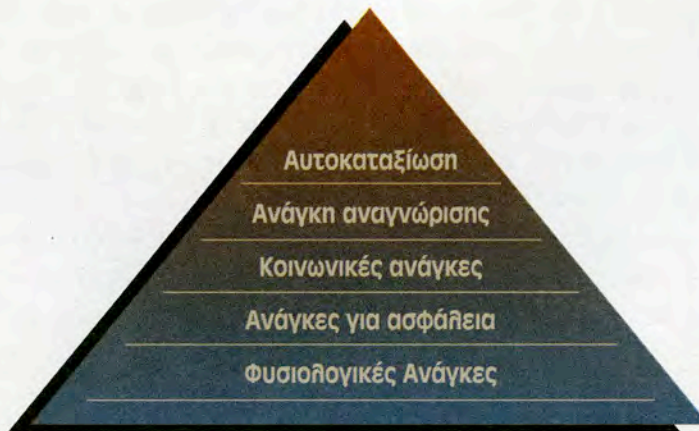 Αυτοκαταξίωση
Ανάγκη αναγνώρισης
Κοινωνικές ανάγκες
Ανάγκες για ασφάλεια
Φυσιολογικές Ανάγκες